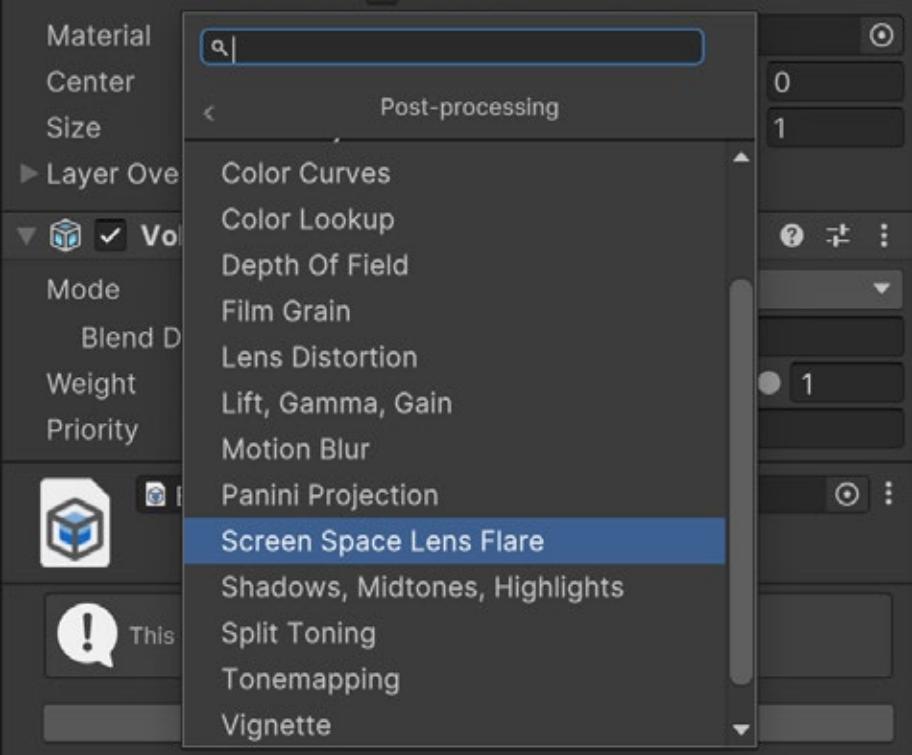 Material
Center
0
Size
1
Layer Ove
Vol
Mode
Blend D
Weight
1
Priority
This
Post-processing
Color Curves
Color Lookup
Depth Of Field
Film Grain
Lens Distortion
Lift, Gamma, Gain
Motion Blur
Panini Projection
Screen Space Lens Flare
Shadows, Midtones, Highlights
Split Toning
Tonemapping
Vignette